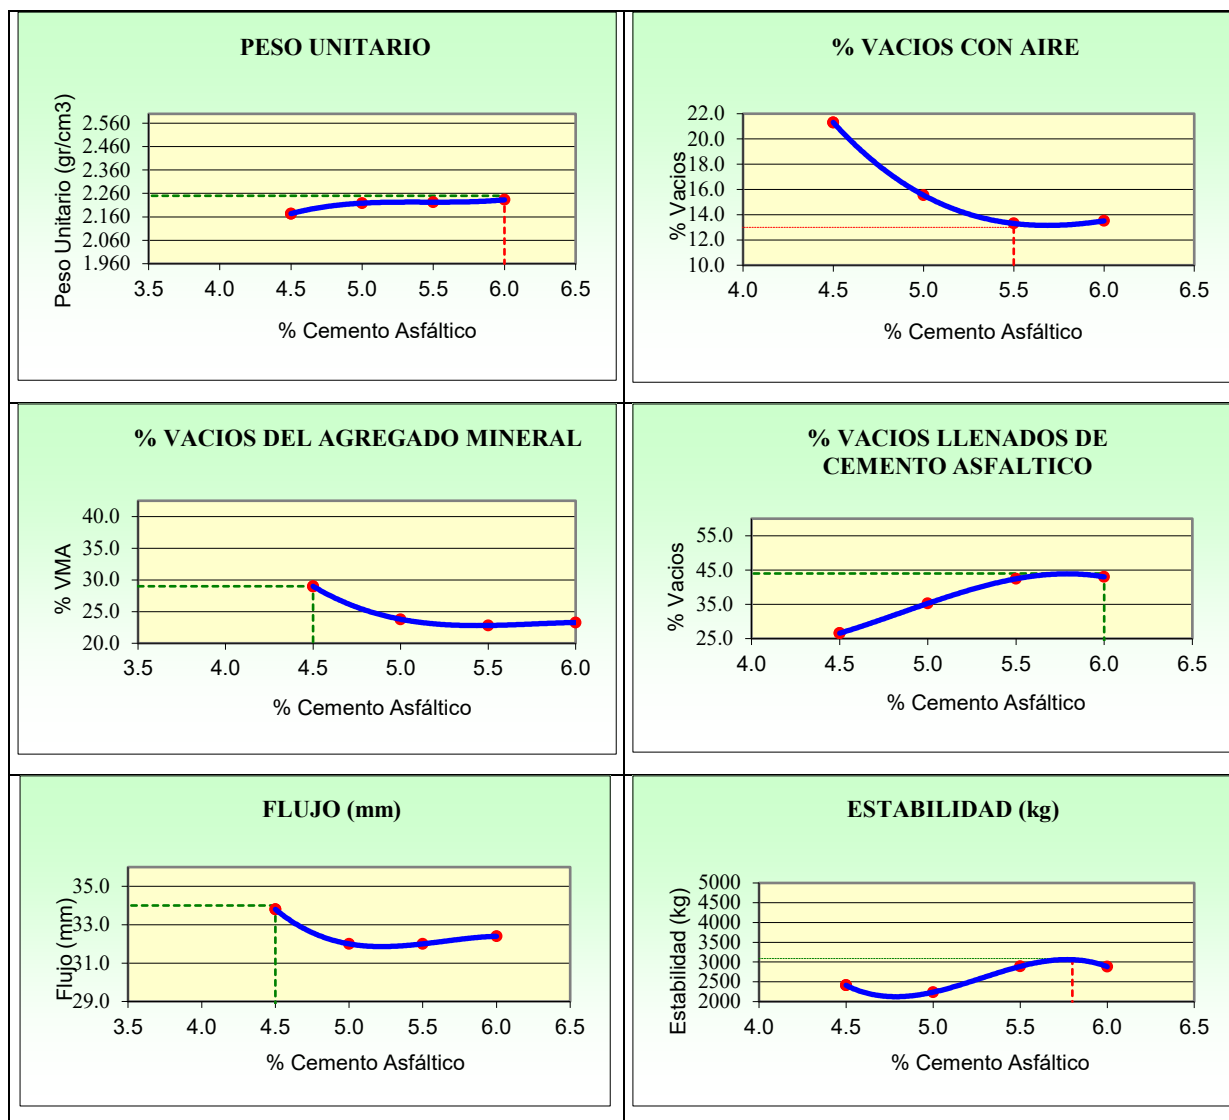 PESO UNITARIO
Peso Unitario (gr/cm3)
2.560
2.460
2.360
2.260
2.160
2.060
1.960
3.5 4.0 4.5 5.0 5.5 6.0 6.5
% Cemento Asfáltico
% VACIOS CON AIRE
% Vacios
22.0
20.0
18.0
16.0
14.0
12.0
10.0
4.0 4.5 5.0 5.5 6.0 6.5
% Cemento Asfáltico
% VACIOS DEL AGREGADO MINERAL
% VMA
40.0
35.0
30.0
25.0
20.0
3.5 4.0 4.5 5.0 5.5 6.0
% Cemento Asfáltico
% VACIOS LLENADOS DE
CEMENTO ASFALTICO
% Vacios
55.0
45.0
35.0
25.0
4.0 4.5 5.0 5.5 6.0 6.5
% Cemento Asfáltico
FLUJO (mm)
Flujo (mm)
35.0
33.0
31.0
29.0
3.5 4.0 4.5 5.0 5.5 6.0 6.5
% Cemento Asfáltico
ESTABILIDAD (kg)
Estabilidad (kg)
5000
4500
4000
3500
3000
2500
2000
4.0 4.5 5.0 5.5 6.0 6.5
% Cemento Asfáltico